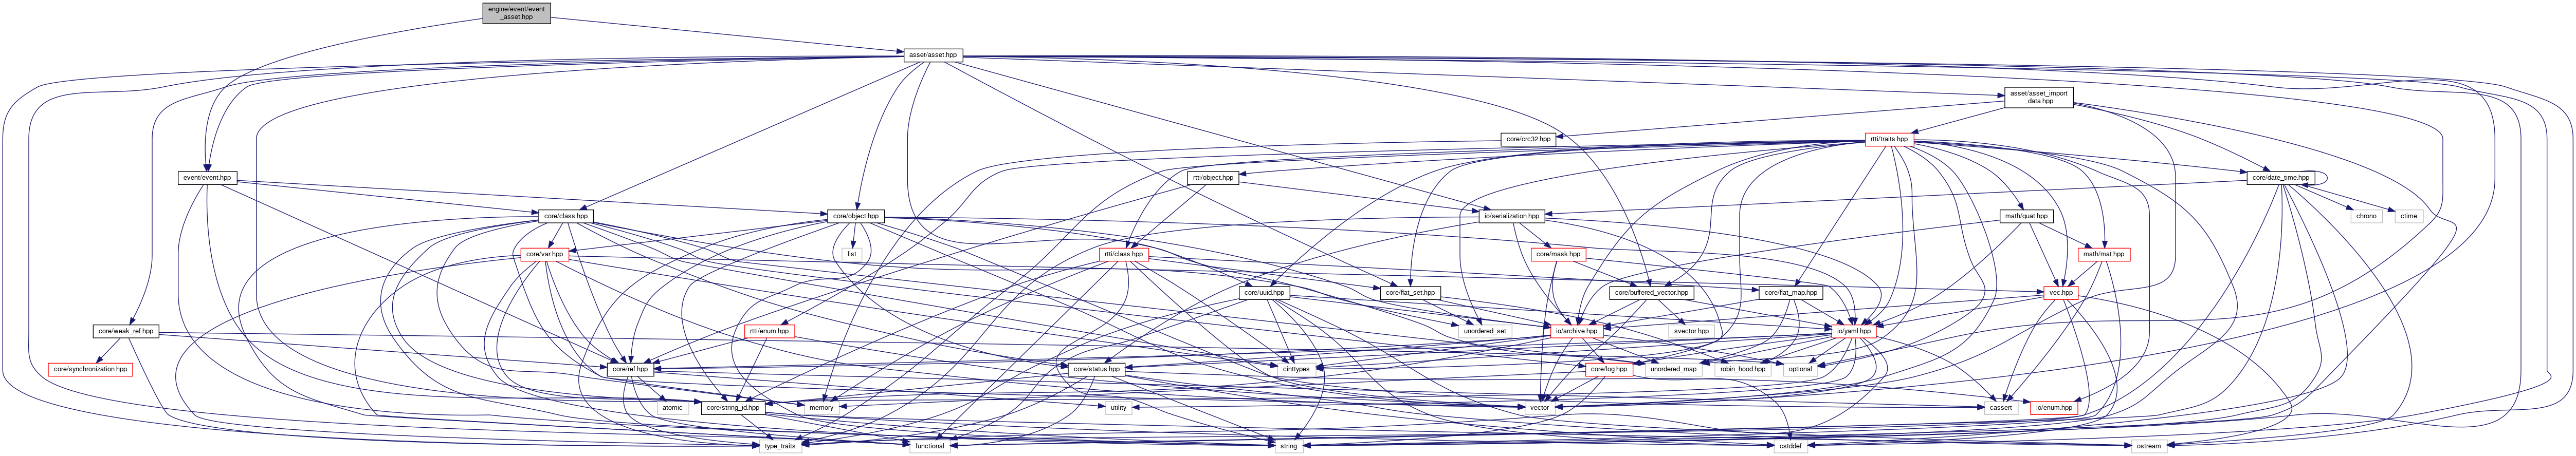 engine/event/event
_asset.hpp
asset/asset.hpp
asset/asset_import
_data.hpp
core/crc32.hpp
rtti/traits.hpp
event/event.hpp
rtti/object.hpp
core/date_time.hpp
core/class.hpp
core/object.hpp
io/serialization.hpp
math/quat.hpp
chrono
ctime
core/var.hpp
list
rtti/class.hpp
core/mask.hpp
math/mat.hpp
core/uuid.hpp
core/flat_set.hpp
core/buffered_vector.hpp
core/flat_map.hpp
vec.hpp
core/weak_ref.hpp
rtti/enum.hpp
unordered_set
io/archive.hpp
svector.hpp
io/yaml.hpp
core/synchronization.hpp
core/ref.hpp
core/status.hpp
cinttypes
core/log.hpp
unordered_map
robin_hood.hpp
optional
atomic
core/string_id.hpp
memory
utility
vector
cassert
io/enum.hpp
type_traits
functional
string
cstddef
ostream